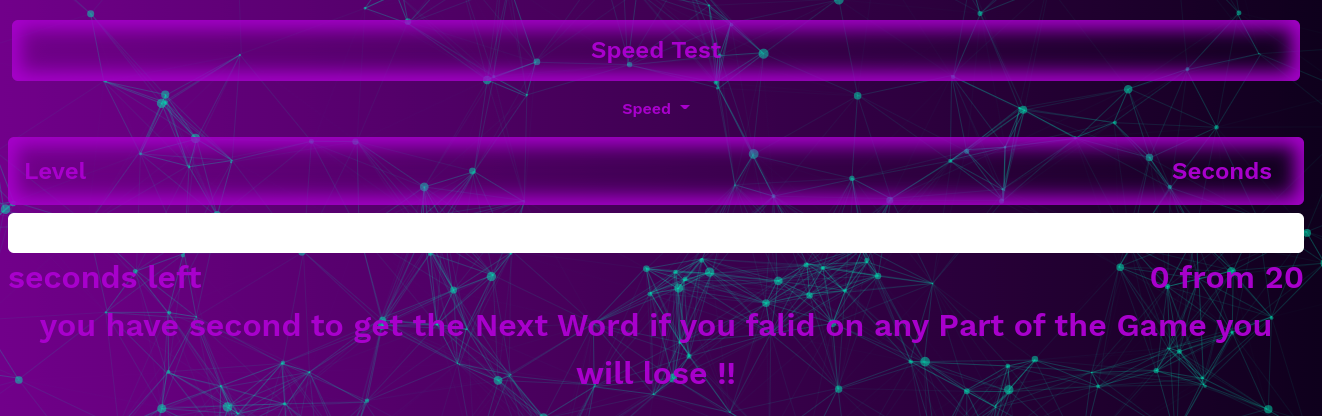 Speed Test
Speed
Level Seconds
seconds left 0 from 20
you have second to get the Next Word if you falid on any Part of the Game you
will lose !!